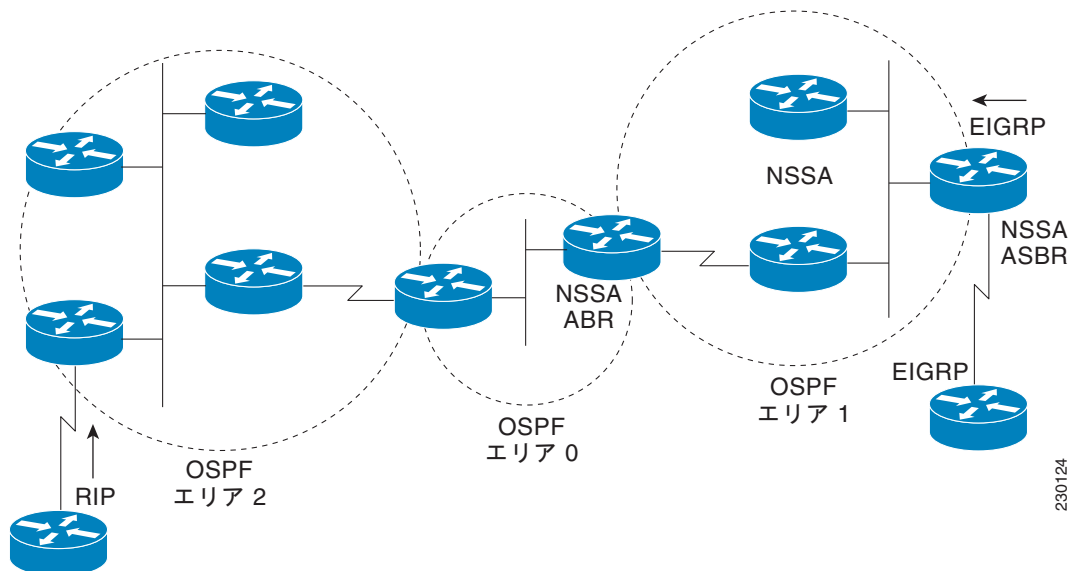 EIGRP
NSSA
NSSA
ASBR
NSSA
ABR
EIGRP
OSPF
エリア 1
OSPF
エリア 0
OSPF
エリア 2
RIP
230124